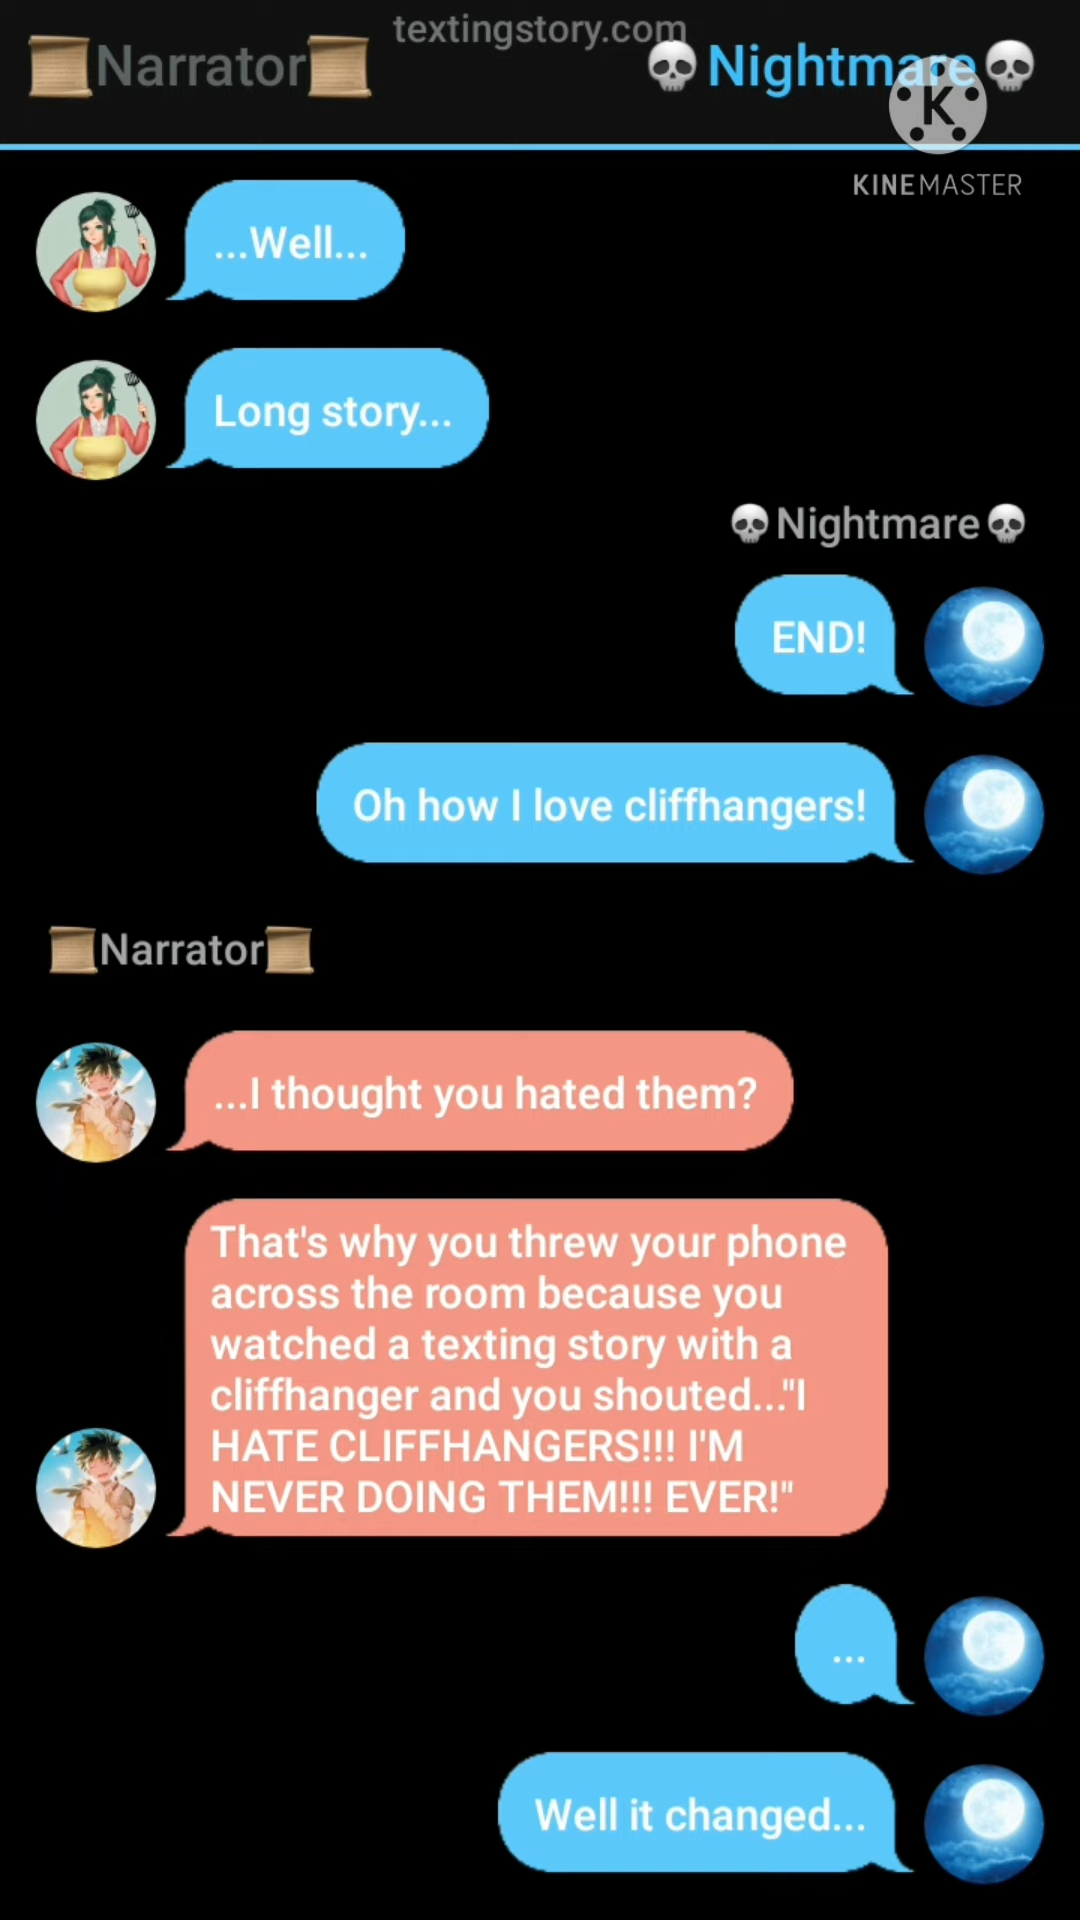 textingstory.com
📜Narrator📜
💀Nightmare💀
K
KINEMASTER
...Well...
Long story...
💀Nightmare💀
END!
Oh how I love cliffhangers!
📜Narrator📜
...I thought you hated them?
That's why you threw your phone
across the room because you
watched a texting story with a
cliffhanger and you shouted..."I
HATE CLIFFHANGERS!!! I'M
NEVER DOING THEM!!! EVER!"
...
Well it changed...